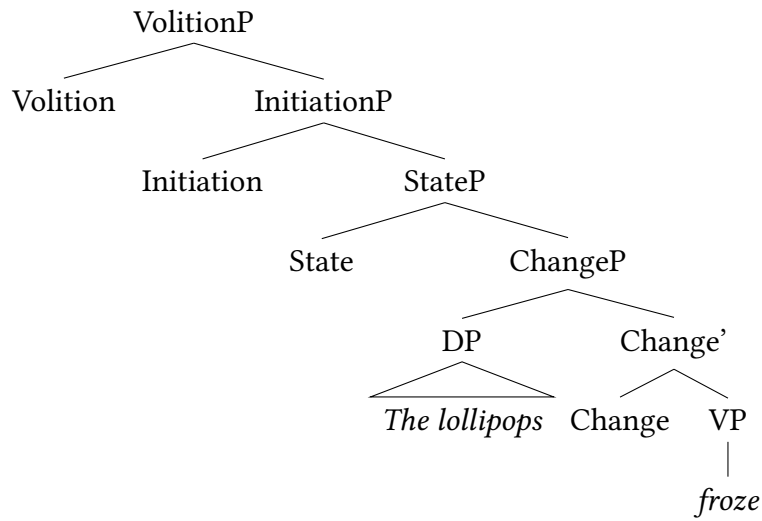 VolitionP
Volition InitiationP
Initiation StateP
State ChangeP
DP Change’
The lollipops Change VP
froze